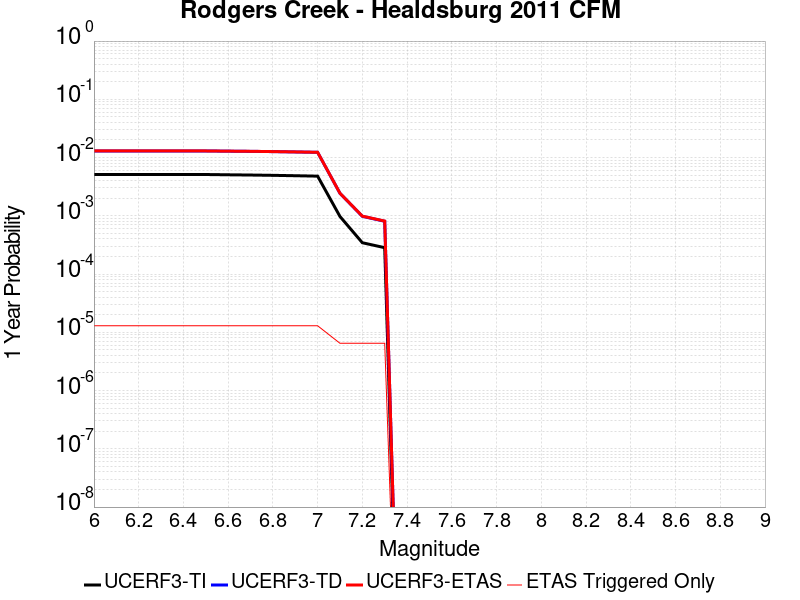 Rodgers Creek - Healdsburg 2011 CFM
1 Year Probability
10^0
10^-1
10^-2
10^-3
10^-4
10^-5
10^-6
10^-7
10^-8
6 6.2 6.4 6.6 6.8 7 7.2 7.4 7.6 7.8 8 8.2 8.4 8.6 8.8 9
Magnitude
UCERF3-TI UCERF3-TD UCERF3-ETAS ETAS Triggered Only